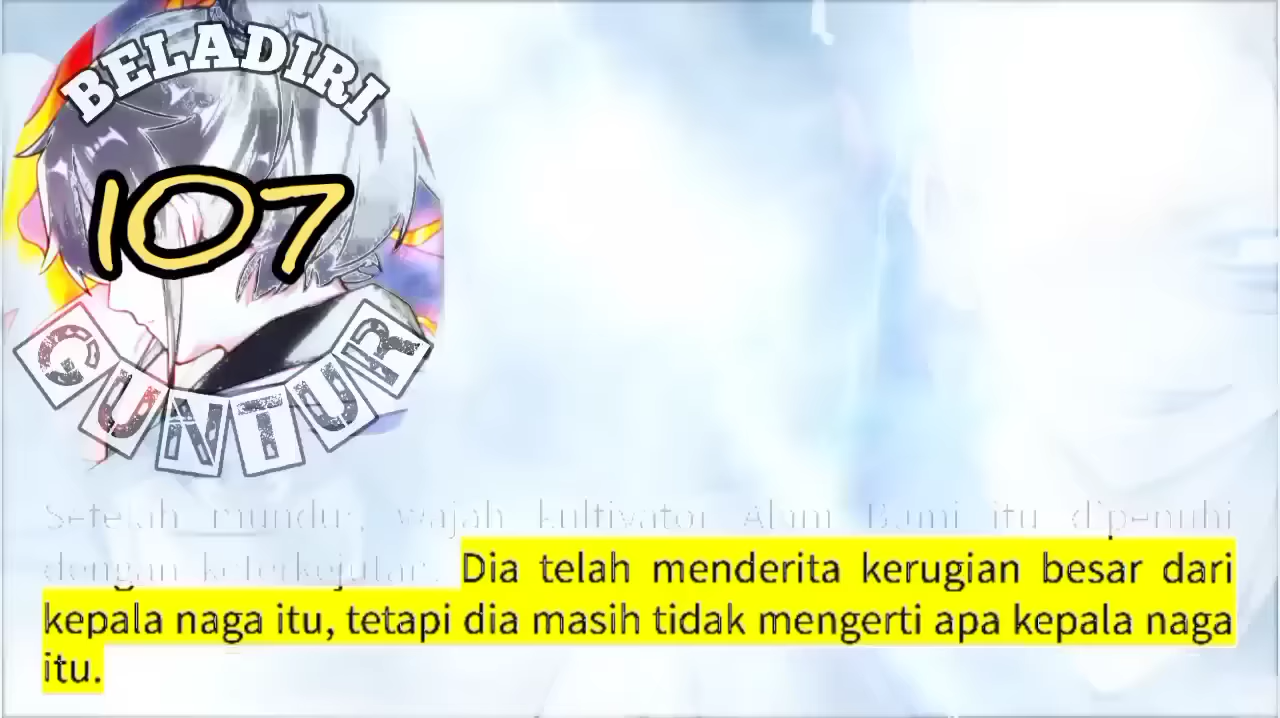 BELADIRI
107
GUNTUR
Setelah mundur, wajah kultivator Alam Bumi itu dipenuhi
dengan keterkejutan. Dia telah menderita kerugian besar dari
kepala naga itu, tetapi dia masih tidak mengerti apa kepala naga
itu.